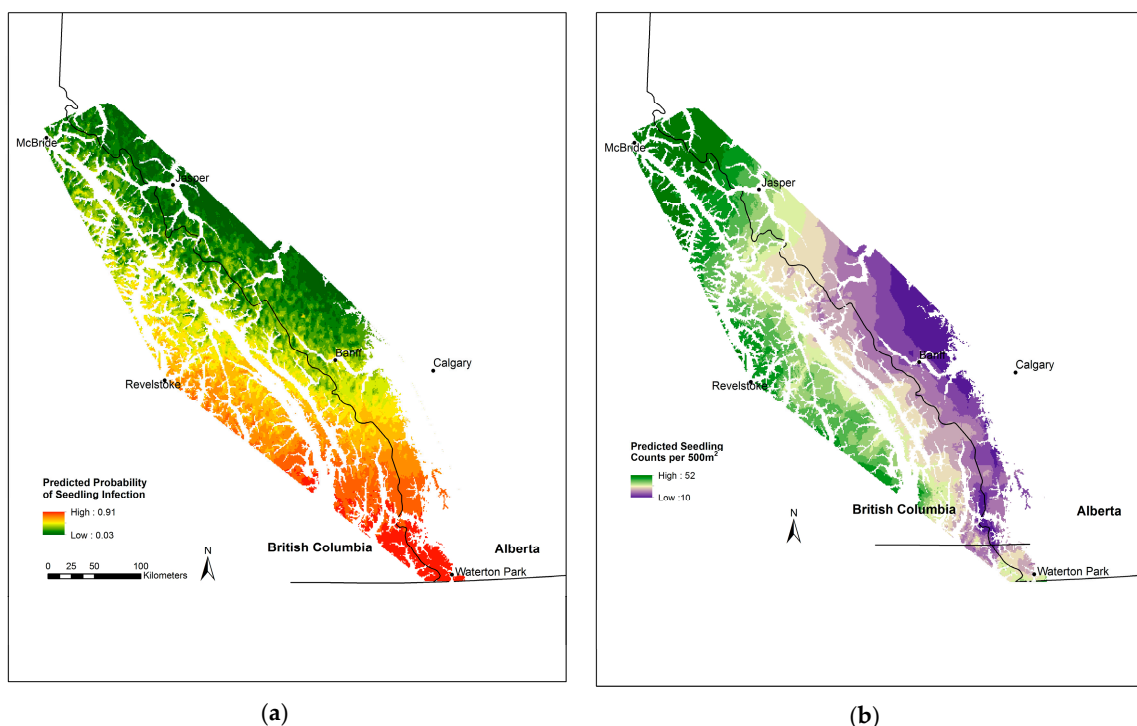 McBride
Jasper
Banff
Calgary
Revelstoke
Predicted Probability
of Seedling Infection
High : 0.91
Low : 0.03
0 25 50 100
Kilometers
N
British Columbia
Alberta
Waterton Park
(a)
McBride
Jasper
Banff
Calgary
Revelstoke
Predicted Seedling
Counts per 500m²
High : 52
Low :10
British Columbia
Alberta
N
Waterton Park
(b)